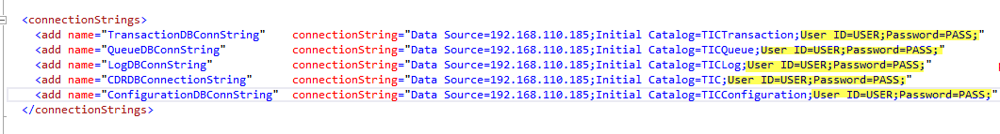 <connectionStrings>
<add name="TransactionDBConnString" connectionString="Data Source=192.168.110.185;Initial Catalog=TICTransaction;User ID=USER;Password=PASS;"
<add name="QueueDBConnString" connectionString="Data Source=192.168.110.185;Initial Catalog=TICQueue;User ID=USER;Password=PASS;"
<add name="LogDBConnString" connectionString="Data Source=192.168.110.185;Initial Catalog=TICLog;User ID=USER;Password=PASS;"
<add name="CDRDBConnString" connectionString="Data Source=192.168.110.185;Initial Catalog=TIC;User ID=USER;Password=PASS;"
<add name="ConfigurationDBConnString" connectionString="Data Source=192.168.110.185;Initial Catalog=TICConfiguration;User ID=USER;Password=PASS;"
</connectionStrings>